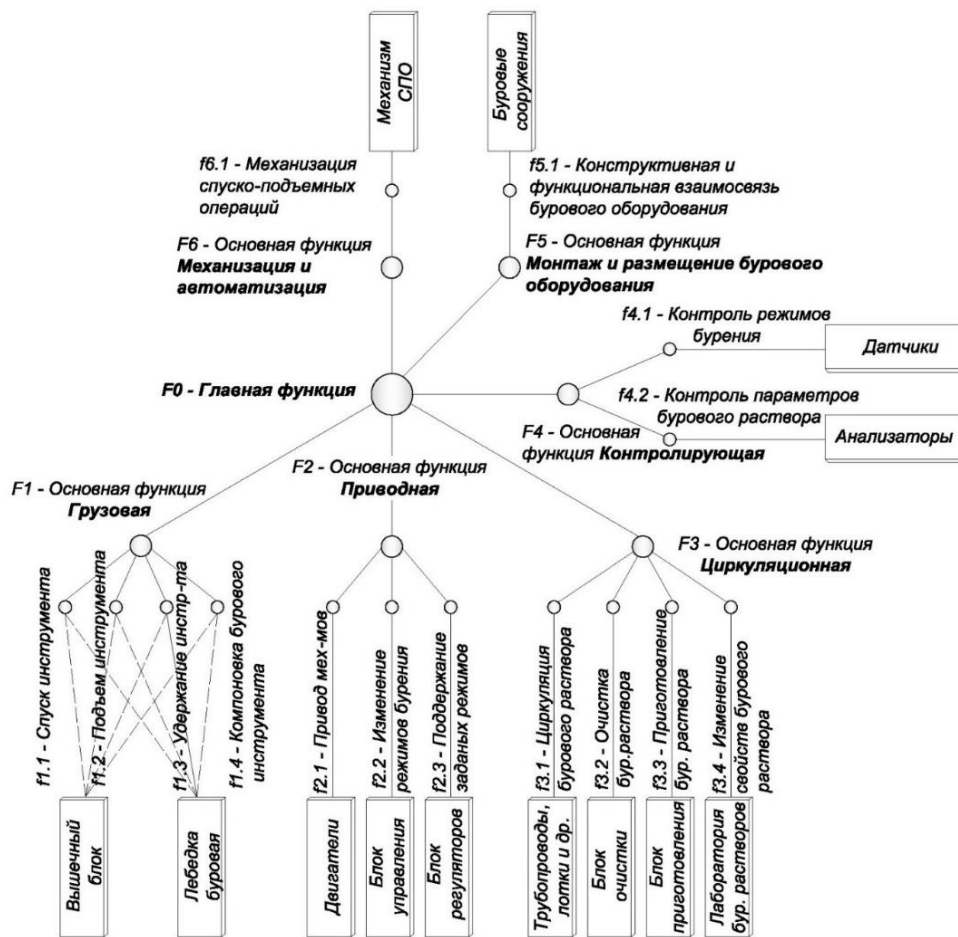 Механизм
СПО
Буровые
сооружения
f6.1 - Механизация
спуско-подъемных
операций
f5.1 - Конструктивная и
функциональная взаимосвязь
бурового оборудования
F6 - Основная функция
Механизация и
автоматизация
F5 - Основная функция
Монтаж и размещение бурового
оборудования
f4.1 - Контроль режимов
бурения
Датчики
F0 - Главная функция
f4.2 - Контроль параметров
бурового раствора
Анализаторы
F4 - Основная
функция Контролирующая
F1 - Основная функция
Грузовая
F2 - Основная функция
Приводная
F3 - Основная функция
Циркуляционная
f1.1 - Спуск инструмента
f1.2 - Подъем инструмента
f1.3 - Удержание инстр-та
f1.4 - Компоновка бурового
инструмента
f2.1 - Привод мех-мов
f2.2 - Изменение
режимов бурения
f2.3 - Поддержание
заданых режимов
f3.1 - Циркуляция
бурового раствора
f3.2 - Очистка
бур.раствора
f3.3 - Приготовление
бур. раствора
f3.4 - Изменение
свойств бурового
раствора
Вышечный
блок
Лебедка
буровая
Двигатели
Блок
управления
Блок
регуляторов
Трубопроводы,
лотки и др.
Блок
очистки
Блок
приготовления
Лаборатория
бур. растворов